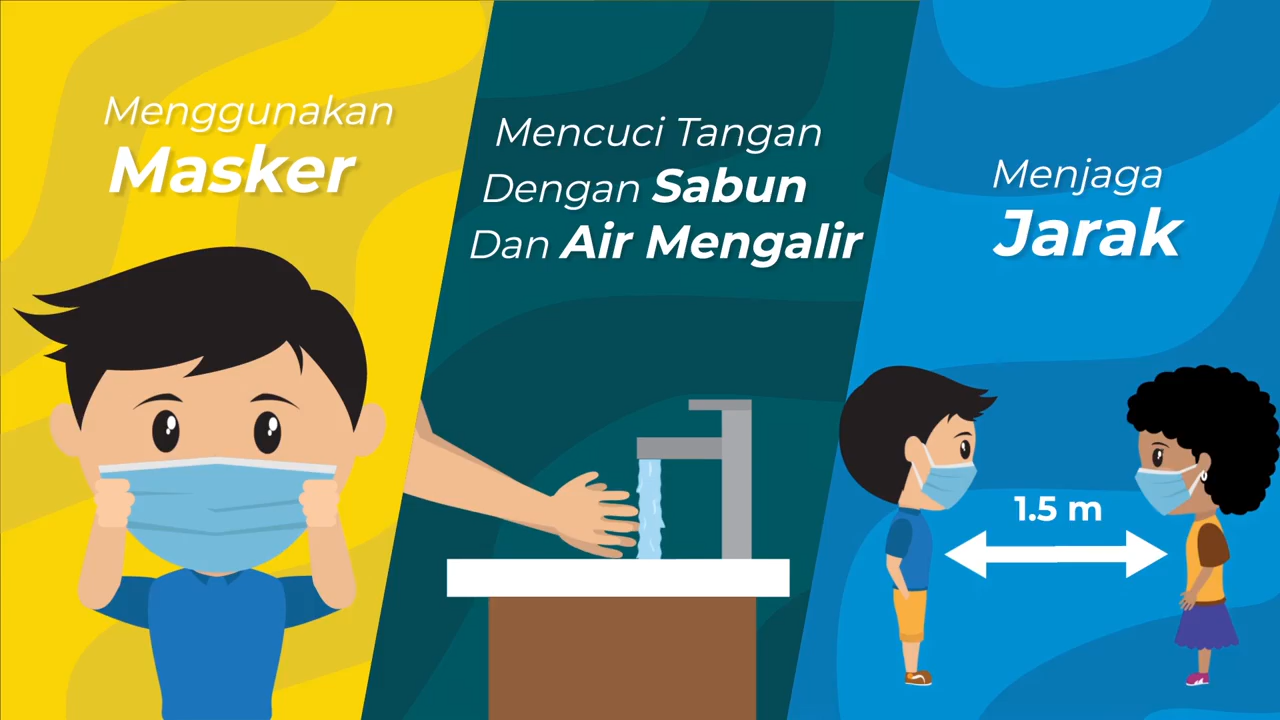 Menggunakan
Masker
Mencuci Tangan
Dengan Sabun
Dan Air Mengalir
Menjaga
Jarak
1.5 m